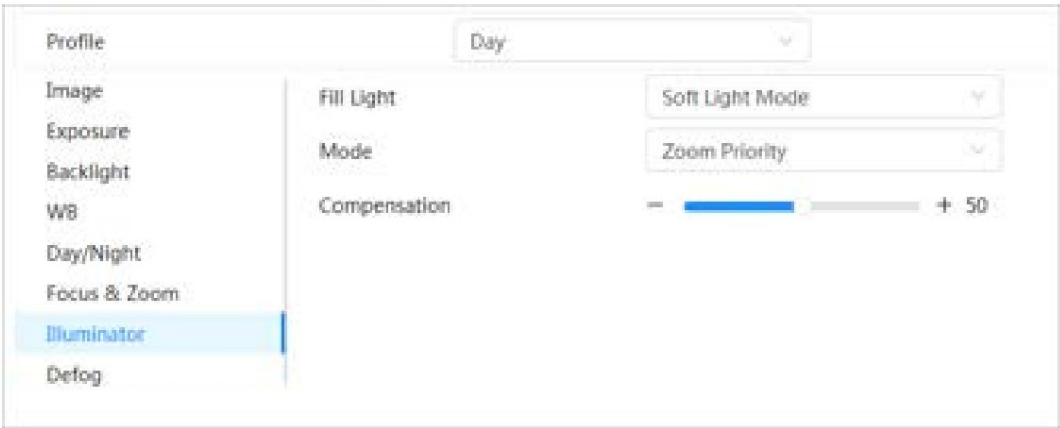 Profile Day
Image
Exposure
Backlight
WB
Day/Night
Focus & Zoom
Illuminator
Defog
Fill Light Soft Light Mode
Mode Zoom Priority
Compensation − + 50